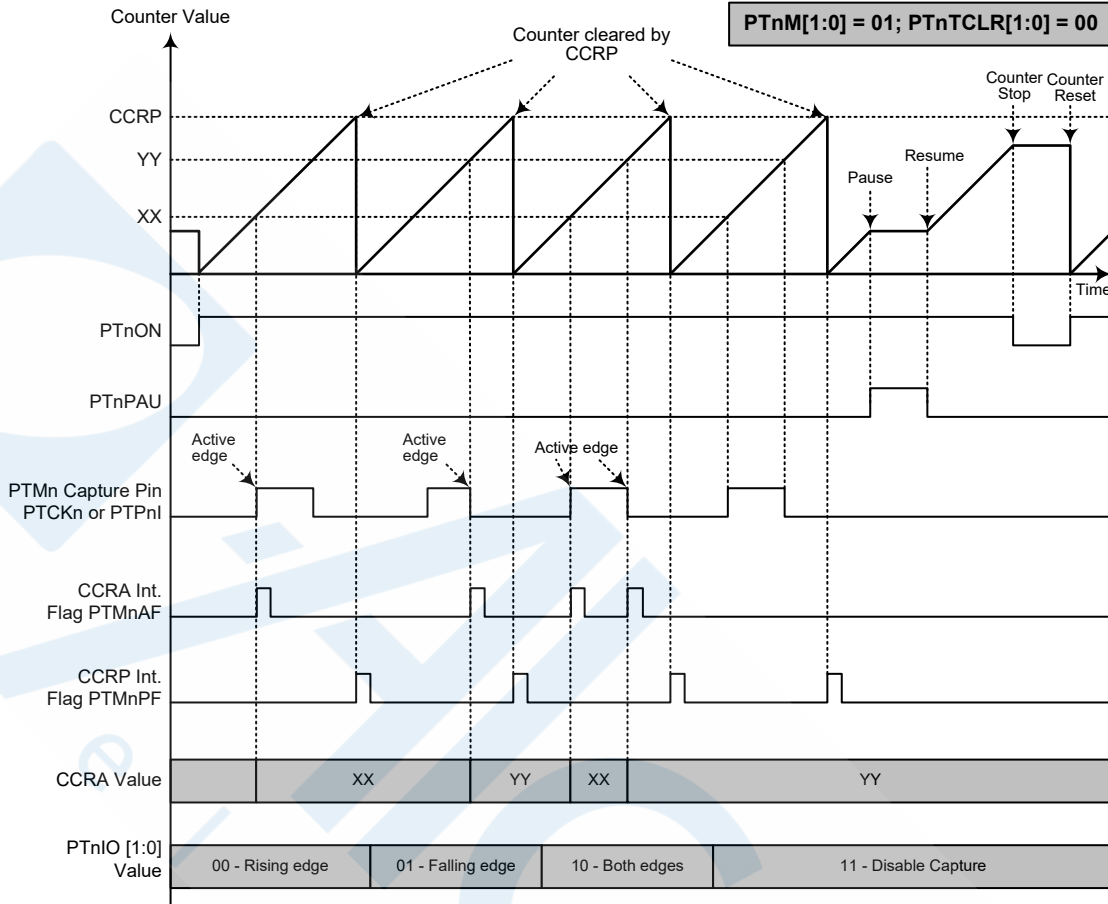 Counter Value
PTnM[1:0] = 01; PTnTCLR[1:0] = 00
Counter cleared by
CCRP
Counter
Stop
Counter
Reset
CCRP
YY
Resume
Pause
XX
Time
PTnON
PTnPAU
Active
edge
Active
edge
Active edge
PTMn Capture Pin
PTCKn or PTPnI
CCRA Int.
Flag PTMnAF
CCRP Int.
Flag PTMnPF
CCRA Value
XX
YY
XX
YY
PTnIO [1:0]
Value
00 - Rising edge
01 - Falling edge
10 - Both edges
11 - Disable Capture